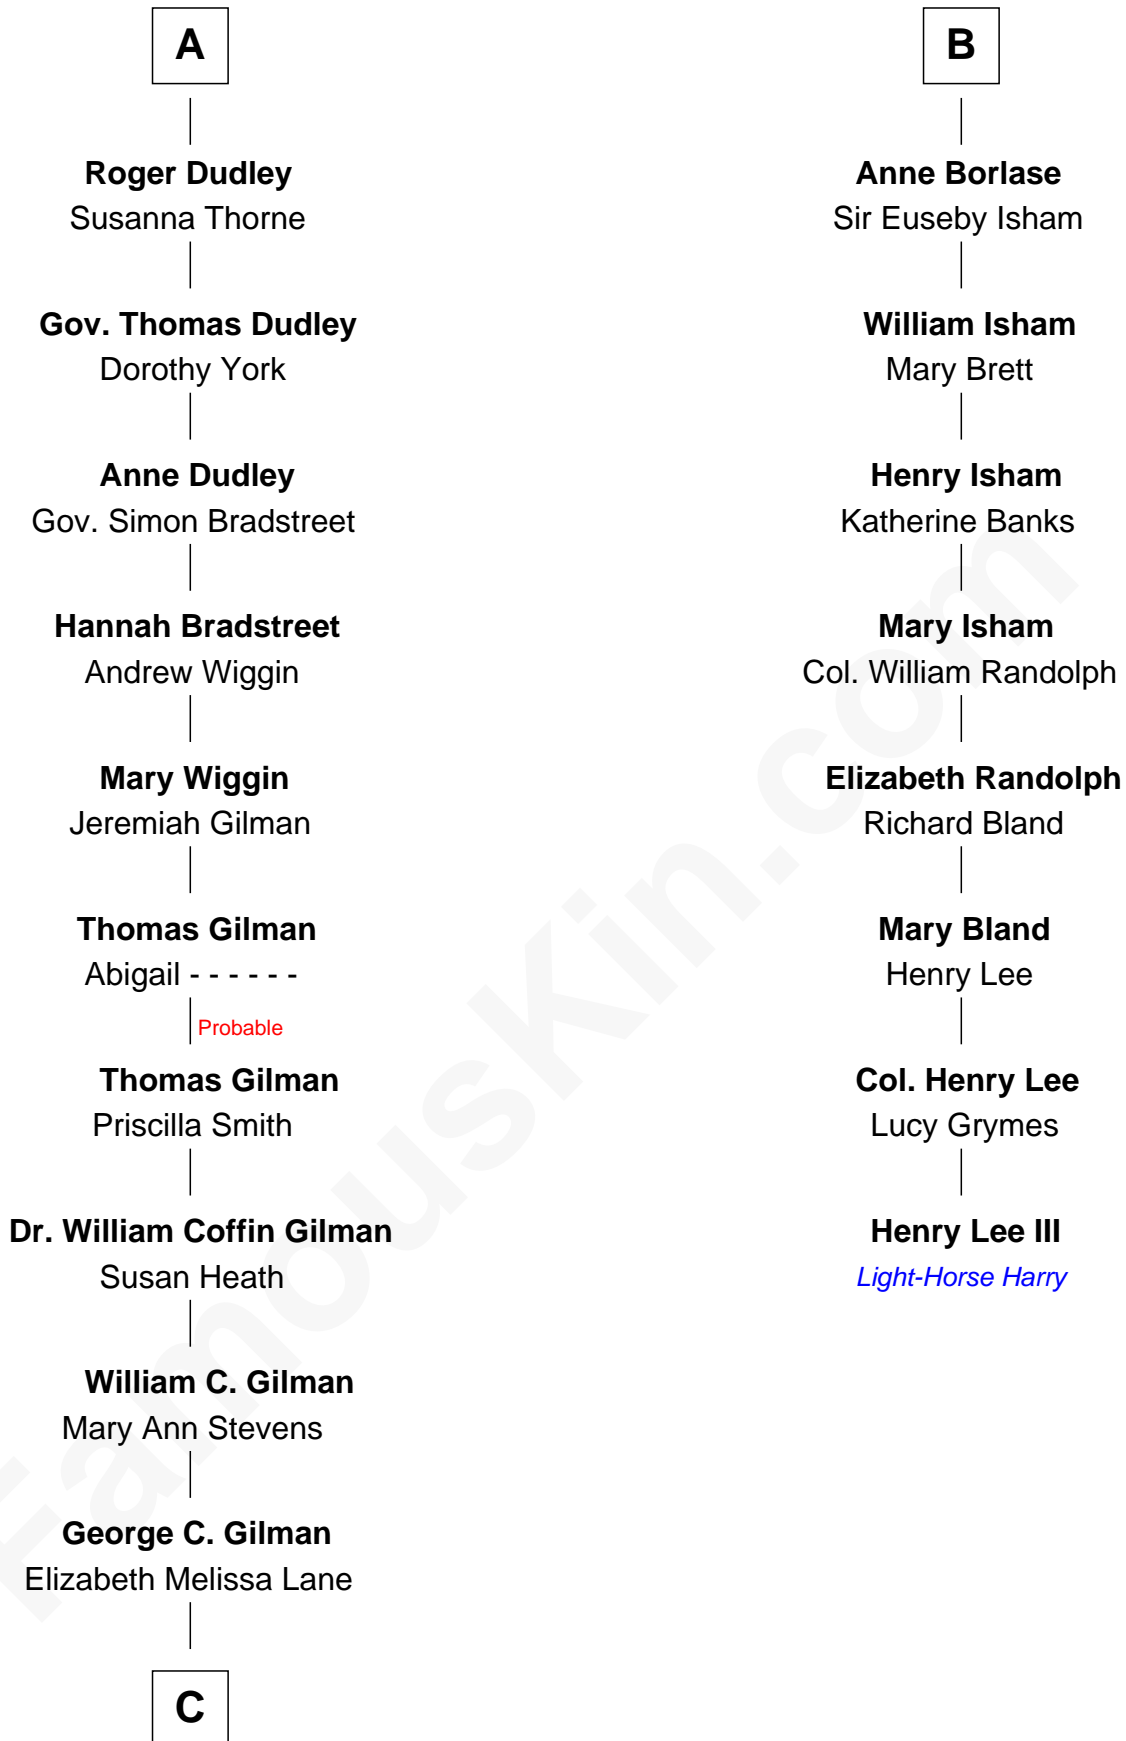 A
Roger Dudley
Susanna Thorne
Gov. Thomas Dudley
Dorothy York
Anne Dudley
Gov. Simon Bradstreet
Hannah Bradstreet
Andrew Wiggin
Mary Wiggin
Jeremiah Gilman
Thomas Gilman
Abigail - - - - - -
Probable
Thomas Gilman
Priscilla Smith
Dr. William Coffin Gilman
Susan Heath
William C. Gilman
Mary Ann Stevens
George C. Gilman
Elizabeth Melissa Lane
C
B
Anne Borlase
Sir Euseby Isham
William Isham
Mary Brett
Henry Isham
Katherine Banks
Mary Isham
Col. William Randolph
Elizabeth Randolph
Richard Bland
Mary Bland
Henry Lee
Col. Henry Lee
Lucy Grymes
Henry Lee III
Light-Horse Harry
FamousKin.com